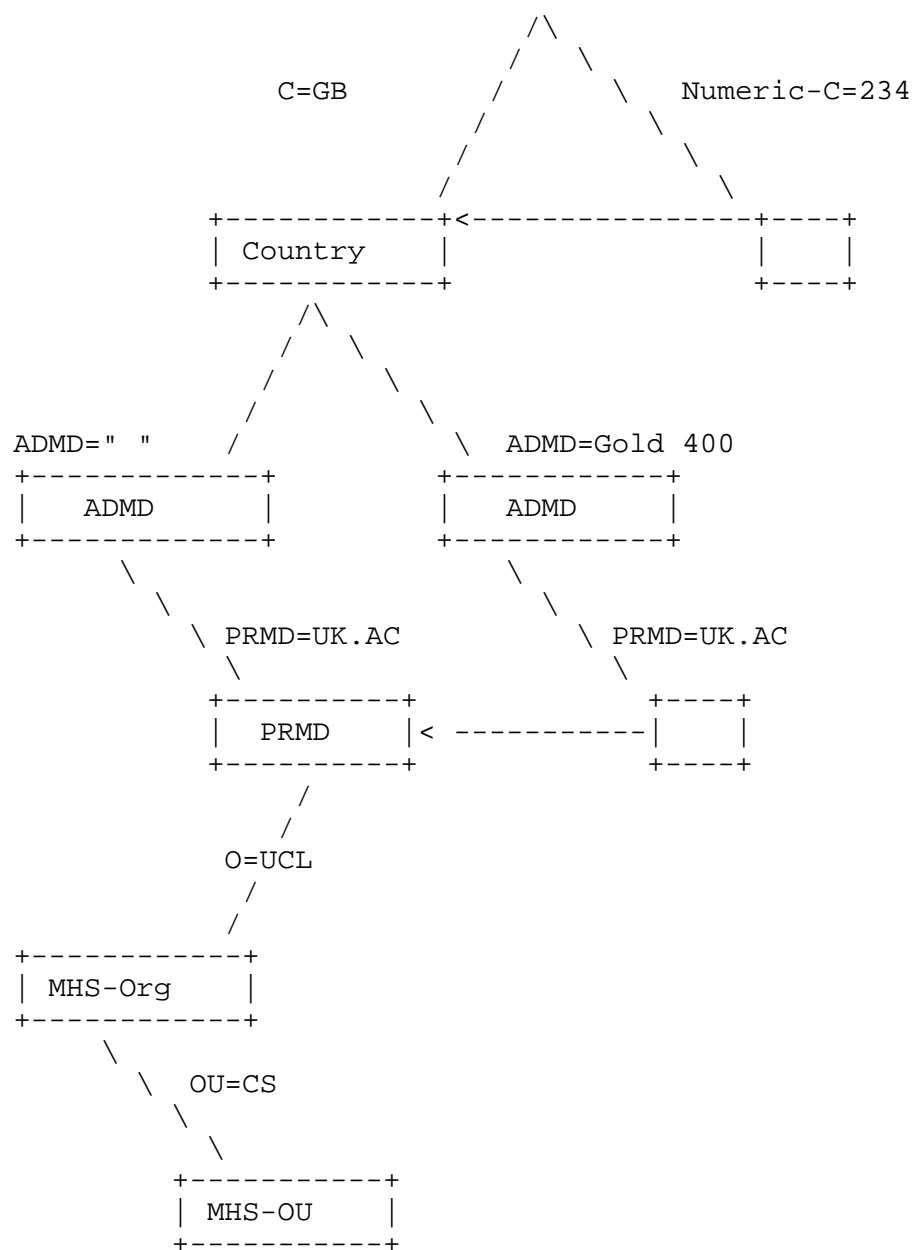 C=GB Numeric-C=234
Country
ADMD=" " ADMD=Gold 400
ADMD ADMD
PRMD=UK.AC PRMD=UK.AC
PRMD
O=UCL
MHS-Org
OU=CS
MHS-OU